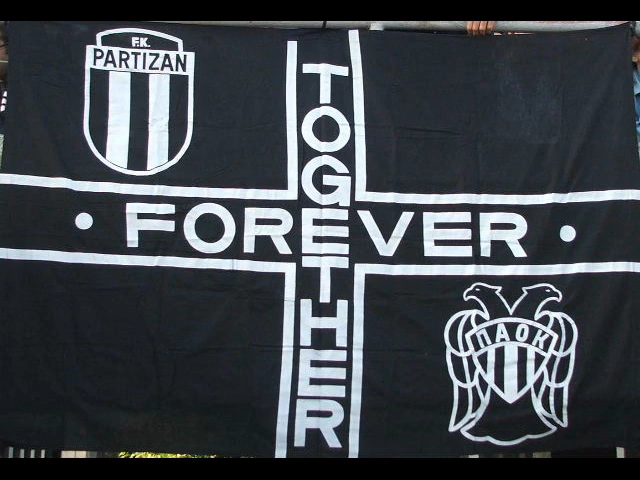 F.K.
PARTIZAN
TOGETHER
• FOREVER •
ΠΑΟΚ